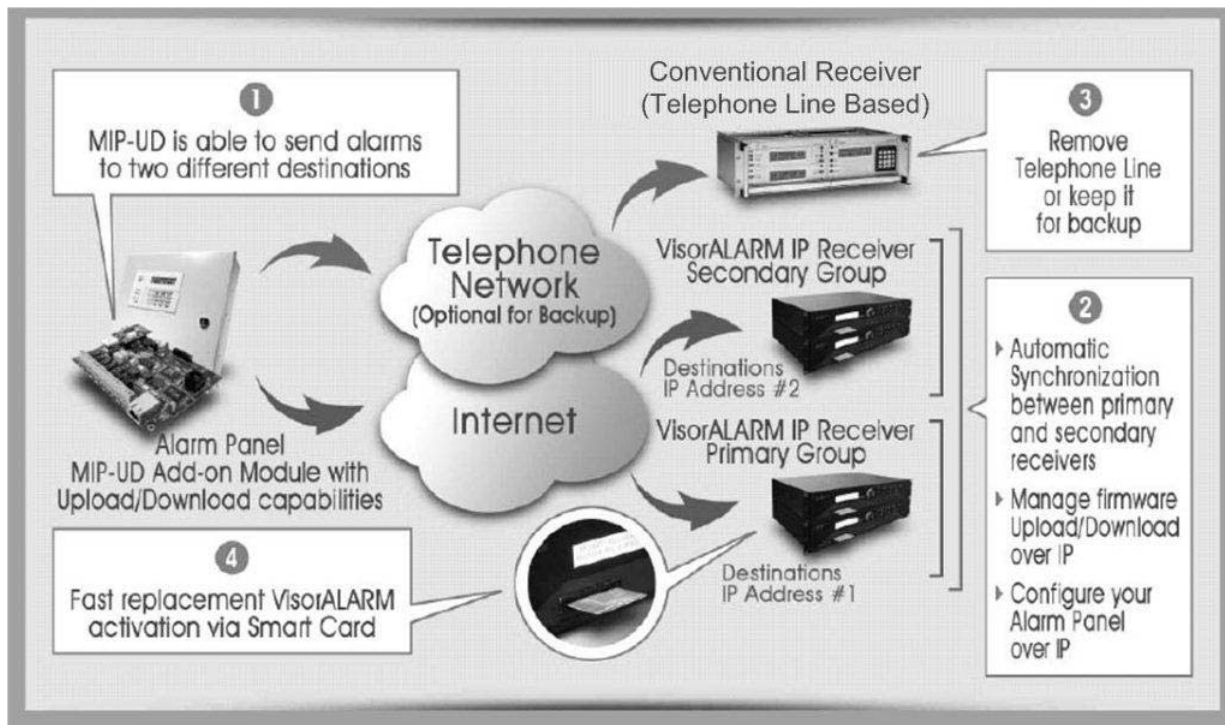 1
MIP-UD is able to send alarms
to two different destinations
Conventional Receiver
(Telephone Line Based)
3
Remove
Telephone Line
or keep it
for backup
Telephone
Network
(Optional for Backup)
Internet
VisorALARM IP Receiver
Secondary Group
Destinations
IP Address #2
VisorALARM IP Receiver
Primary Group
Destinations
IP Address #1
2
Automatic
Synchronization
between primary
and secondary
receivers
Manage firmware
Upload/Download
over IP
Configure your
Alarm Panel
over IP
Alarm Panel
MIP-UD Add-on Module with
Upload/Download capabilities
4
Fast replacement VisorALARM
activation via Smart Card